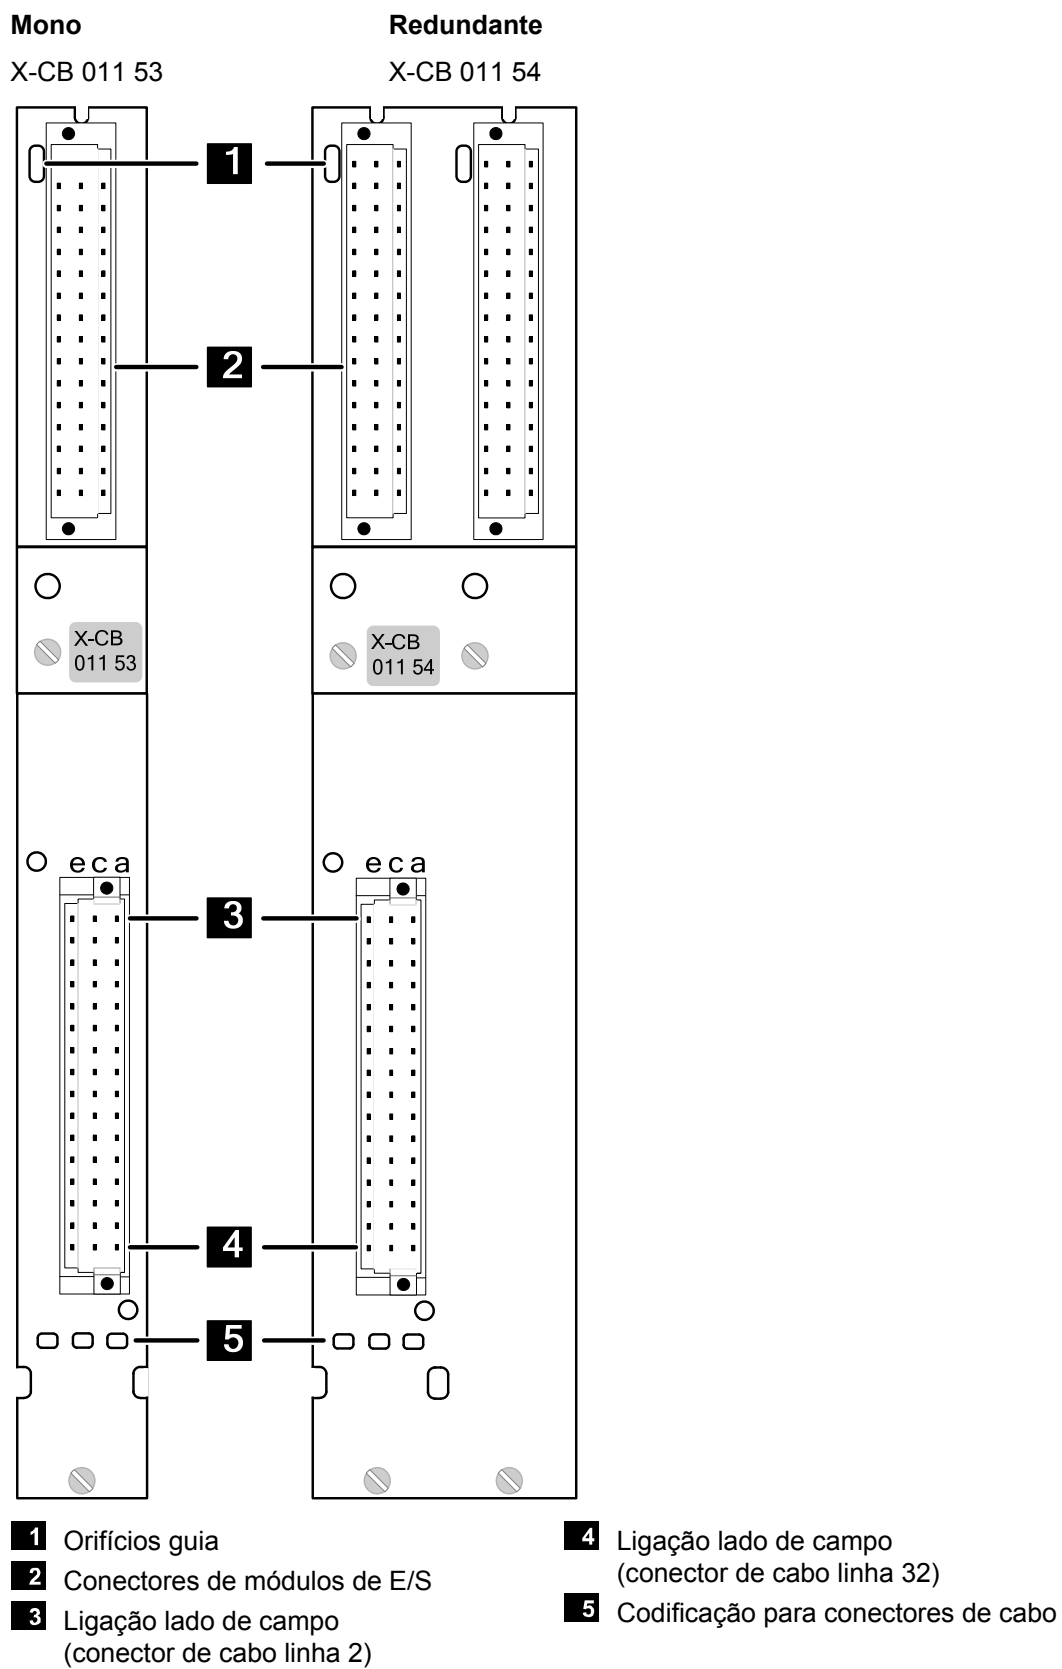 Mono
Redundante
X-CB 011 53
X-CB 011 54
1
2
X-CB
011 53
X-CB
011 54
e c a
e c a
3
4
5
1 Orifícios guia
2 Conectores de módulos de E/S
3 Ligação lado de campo
(conector de cabo linha 2)
4 Ligação lado de campo
(conector de cabo linha 32)
5 Codificação para conectores de cabo